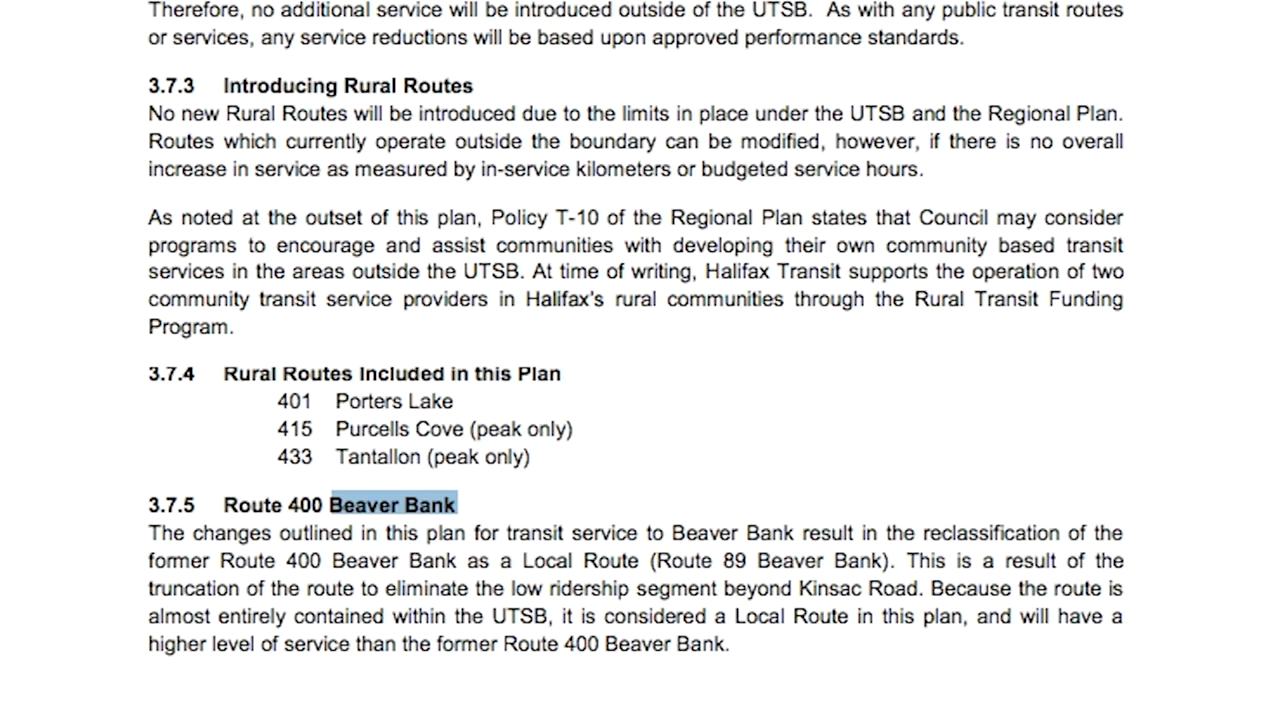 Therefore, no additional service will be introduced outside of the UTSB. As with any public transit routes
or services, any service reductions will be based upon approved performance standards.
3.7.3 Introducing Rural Routes
No new Rural Routes will be introduced due to the limits in place under the UTSB and the Regional Plan.
Routes which currently operate outside the boundary can be modified, however, if there is no overall
increase in service as measured by in-service kilometers or budgeted service hours.
As noted at the outset of this plan, Policy T-10 of the Regional Plan states that Council may consider
programs to encourage and assist communities with developing their own community based transit
services in the areas outside the UTSB. At time of writing, Halifax Transit supports the operation of two
community transit service providers in Halifax's rural communities through the Rural Transit Funding
Program.
3.7.4 Rural Routes Included in this Plan
401 Porters Lake
415 Purcells Cove (peak only)
433 Tantallon (peak only)
3.7.5 Route 400 Beaver Bank
The changes outlined in this plan for transit service to Beaver Bank result in the reclassification of the
former Route 400 Beaver Bank as a Local Route (Route 89 Beaver Bank). This is a result of the
truncation of the route to eliminate the low ridership segment beyond Kinsac Road. Because the route is
almost entirely contained within the UTSB, it is considered a Local Route in this plan, and will have a
higher level of service than the former Route 400 Beaver Bank.